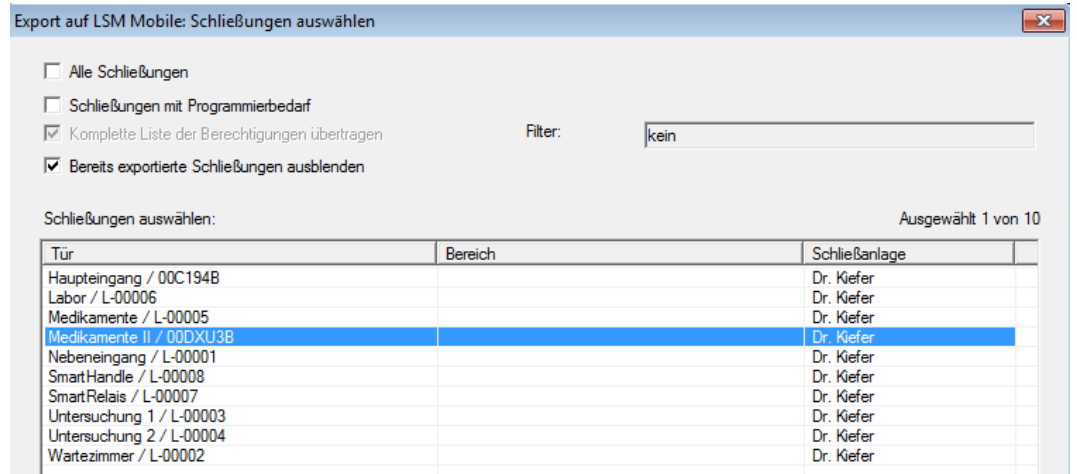 Export auf LSM Mobile: Schließungen auswählen
Alle Schließungen
Schließungen mit Programmierbedarf
Komplette Liste der Berechtigungen übertragen
Filter: kein
Bereits exportierte Schließungen ausblenden
Schließungen auswählen: Ausgewählt 1 von 10
Tür Bereich Schließanlage
Haupteingang / 00C194B Dr. Kiefer
Labor / L-00006 Dr. Kiefer
Medikamente / L-00005 Dr. Kiefer
Medikamente II / 00DXU3B Dr. Kiefer
Nebeneingang / L-00001 Dr. Kiefer
SmartHandle / L-00008 Dr. Kiefer
SmartRelais / L-00007 Dr. Kiefer
Untersuchung 1 / L-00003 Dr. Kiefer
Untersuchung 2 / L-00004 Dr. Kiefer
Wartezimmer / L-00002 Dr. Kiefer